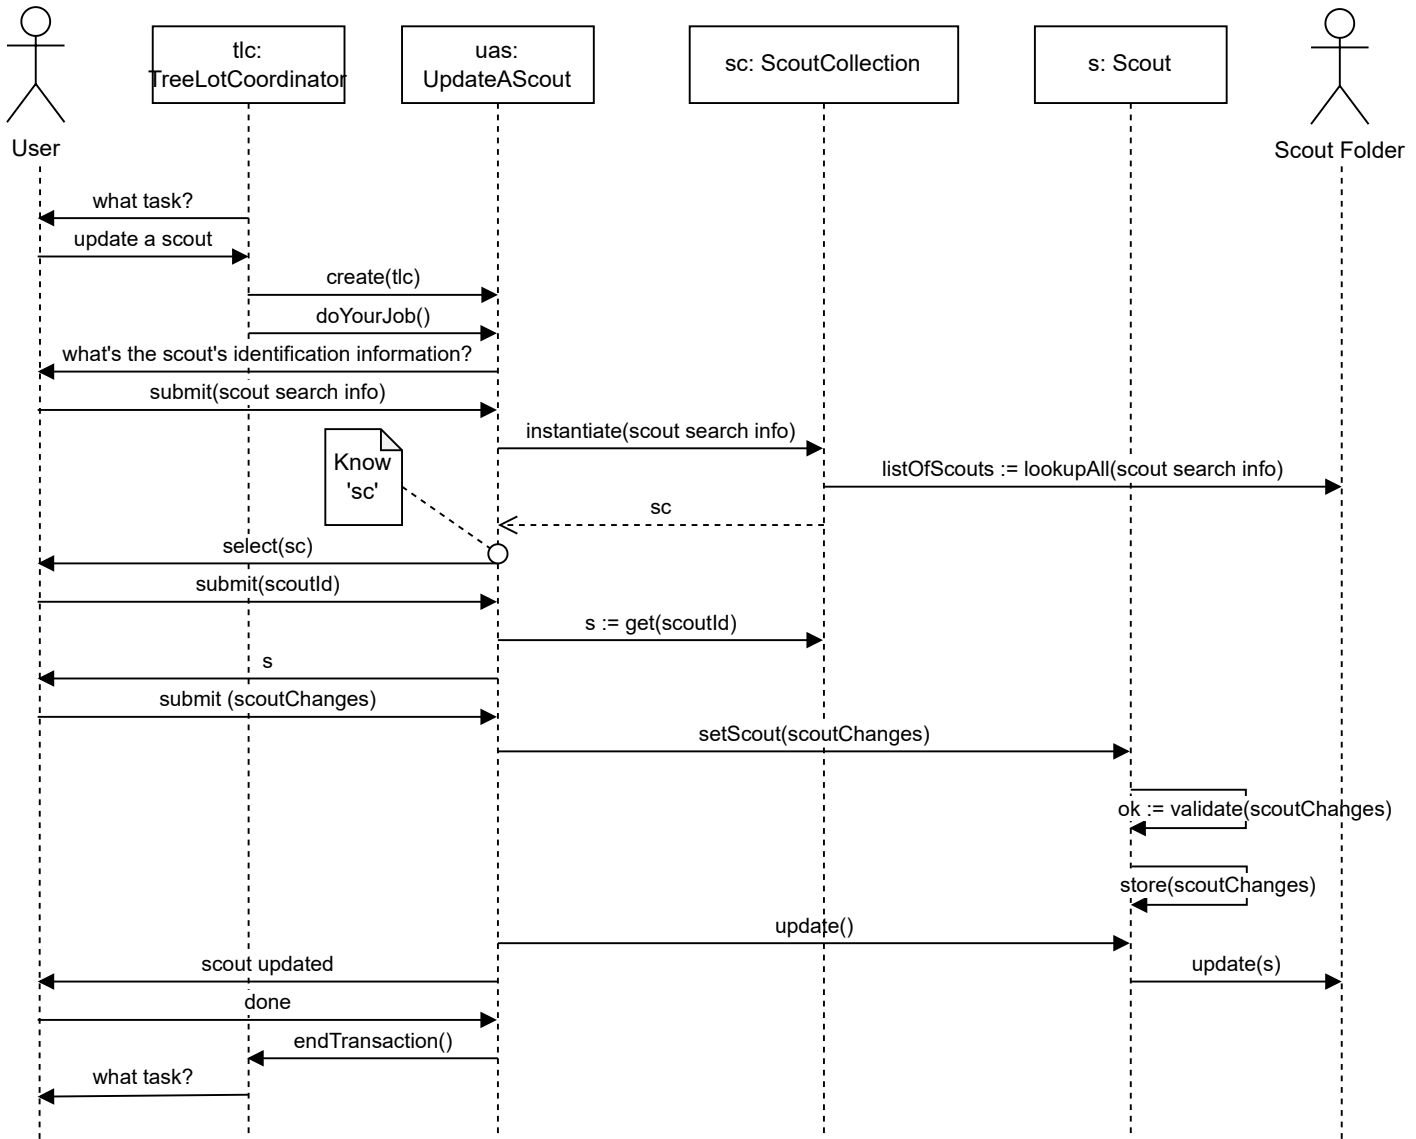 tlc:
TreeLotCoordinator
uas:
UpdateAScout
sc: ScoutCollection
s: Scout
User
Scout Folder
what task?
update a scout
create(tlc)
doYourJob()
what's the scout's identification information?
submit(scout search info)
instantiate(scout search info)
Know
'sc'
listOfScouts := lookupAll(scout search info)
sc
select(sc)
submit(scoutId)
s := get(scoutId)
s
submit (scoutChanges)
setScout(scoutChanges)
ok := validate(scoutChanges)
store(scoutChanges)
update()
scout updated
update(s)
done
endTransaction()
what task?